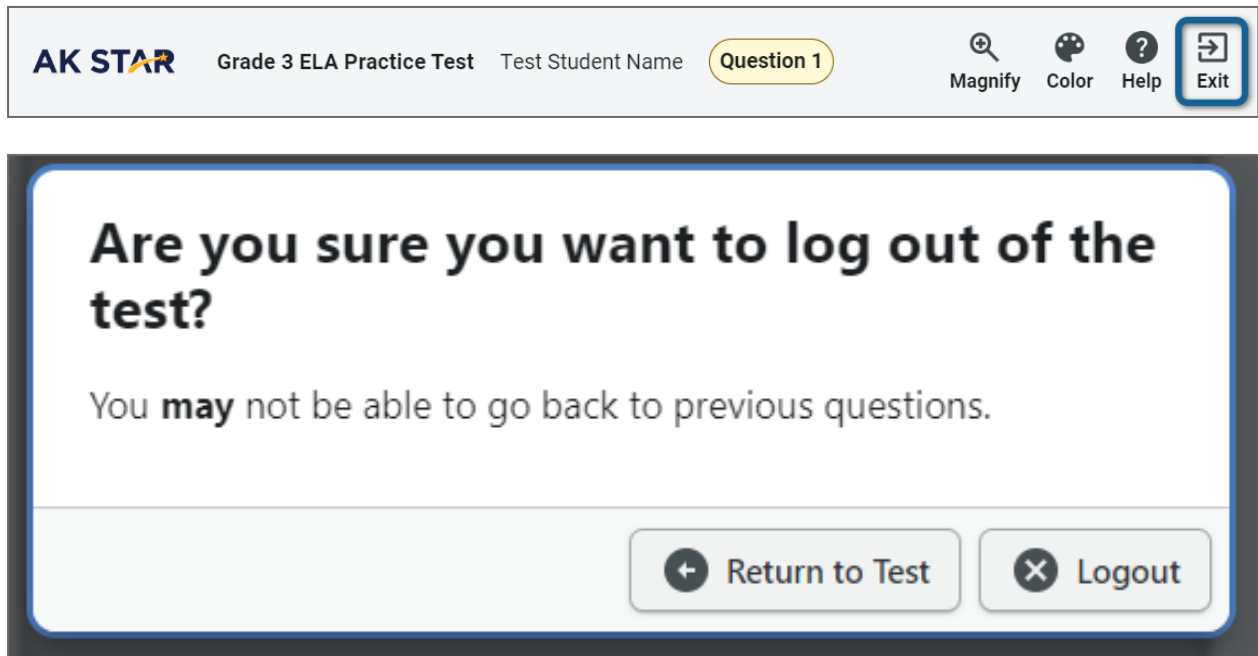 AK STAR Grade 3 ELA Practice Test Test Student Name Question 1 Magnify Color Help Exit
Are you sure you want to log out of the
test?
You may not be able to go back to previous questions.
Return to Test Logout